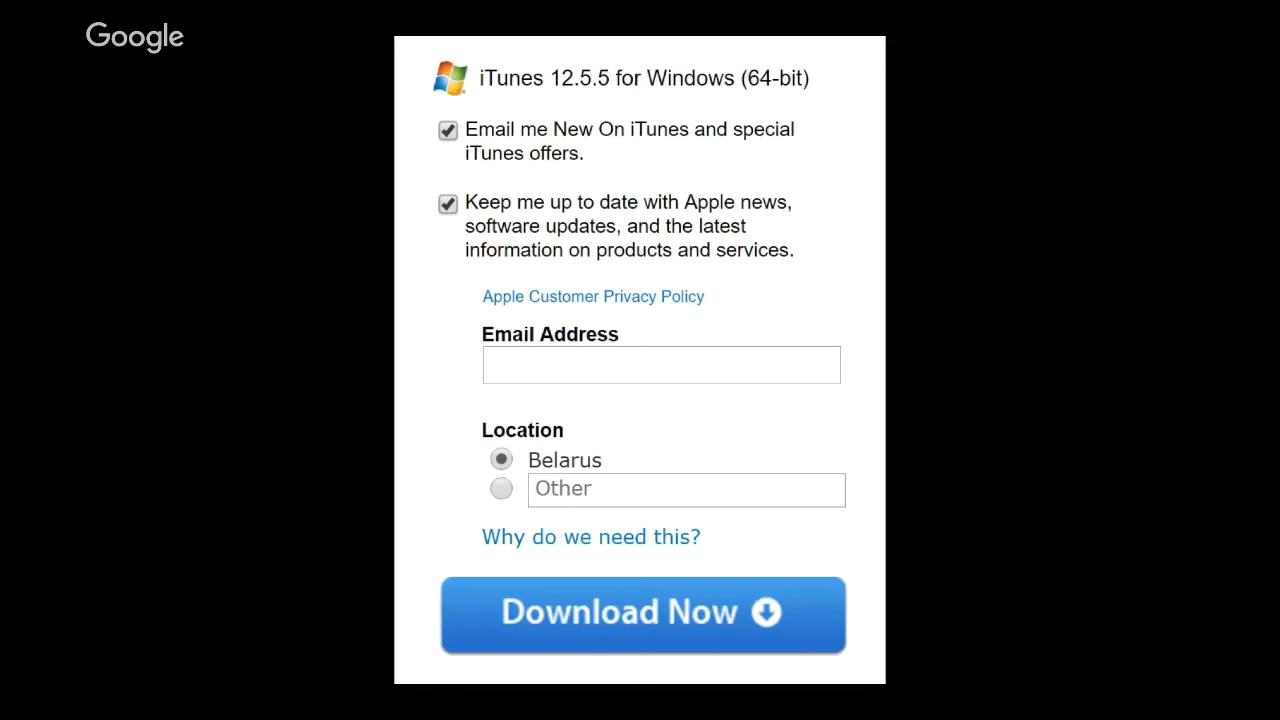 Google
iTunes 12.5.5 for Windows (64-bit)
Email me New On iTunes and special
iTunes offers.
Keep me up to date with Apple news,
software updates, and the latest
information on products and services.
Apple Customer Privacy Policy
Email Address
Location
Belarus
Other
Why do we need this?
Download Now